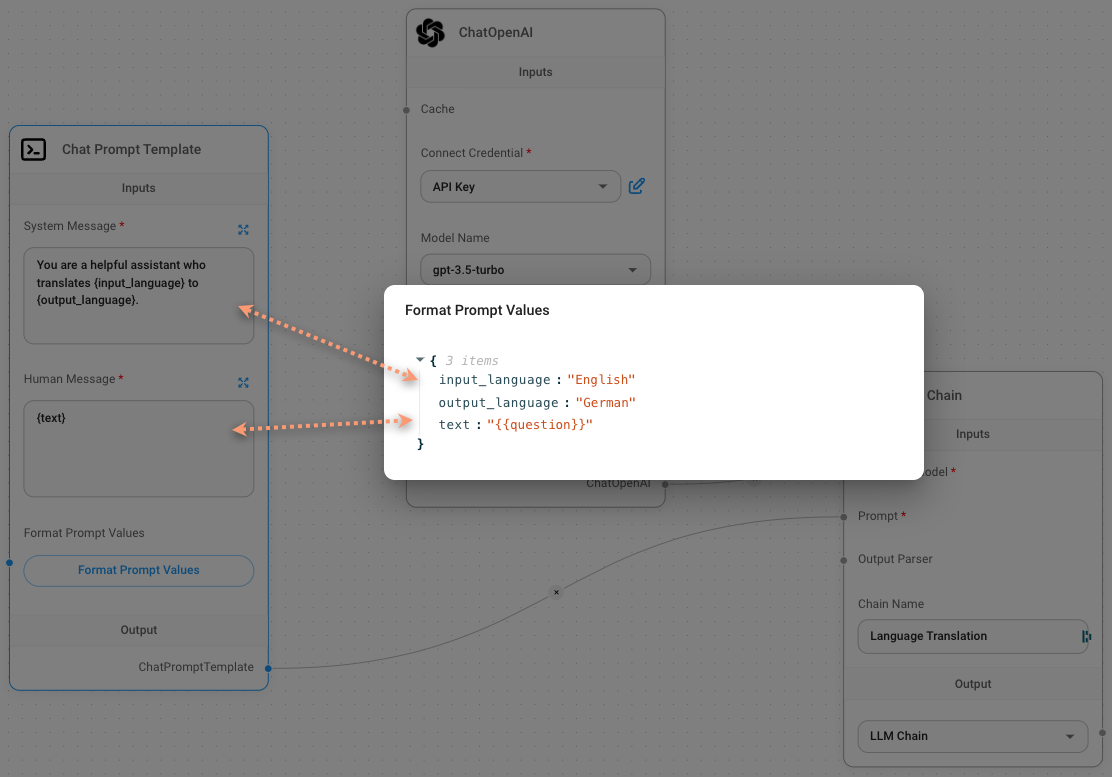 ChatOpenAI
Inputs
Cache
Connect Credential *
API Key
Model Name
gpt-3.5-turbo
ChatOpenAI
Chat Prompt Template
Inputs
System Message *
You are a helpful assistant who
translates {input_language} to
{output_language}.
Human Message *
{text}
Format Prompt Values
Format Prompt Values
Output
ChatPromptTemplate
Format Prompt Values
{ 3 items
input_language : "English"
output_language : "German"
text : "{{question}}"
}
Chain
Inputs
*
Prompt *
Output Parser
Chain Name
Language Translation
Output
LLM Chain